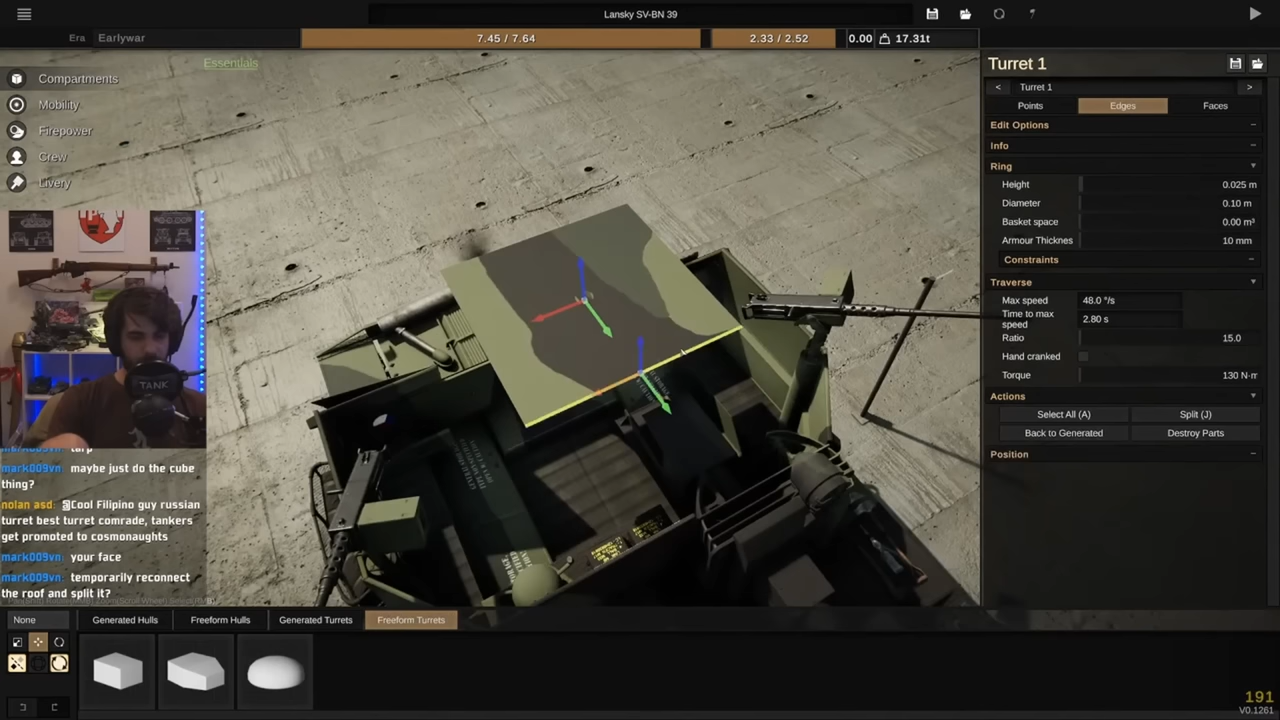 Lansky SV-BN 39
Era Earlywar 7.45 / 7.64 2.33 / 2.52 0.00 17.31t
Essentials
Compartments
Mobility
Firepower
Crew
Livery
TANK
mark009vn: maybe just do the cube
thing?
nolan asd: @Cool Filipino guy russian
turret best turret comrade, tankers
get promoted to cosmonaughts
mark009vn: your face
mark009vn: temporarily reconnect
the roof and split it?
Turret 1
< Turret 1 >
Points Edges Faces
Edit Options
Info
Ring
Height 0.025 m
Diameter 0.10 m
Basket space 0.00 m³
Armour Thicknes 10 mm
Constraints
Traverse
Max speed 48.0 °/s
Time to max
speed 2.80 s
Ratio 15.0
Hand cranked
Torque 130 N·m
Actions
Select All (A) Split (J)
Back to Generated Destroy Parts
Position
None Generated Hulls Freeform Hulls Generated Turrets Freeform Turrets
191
V0.1261